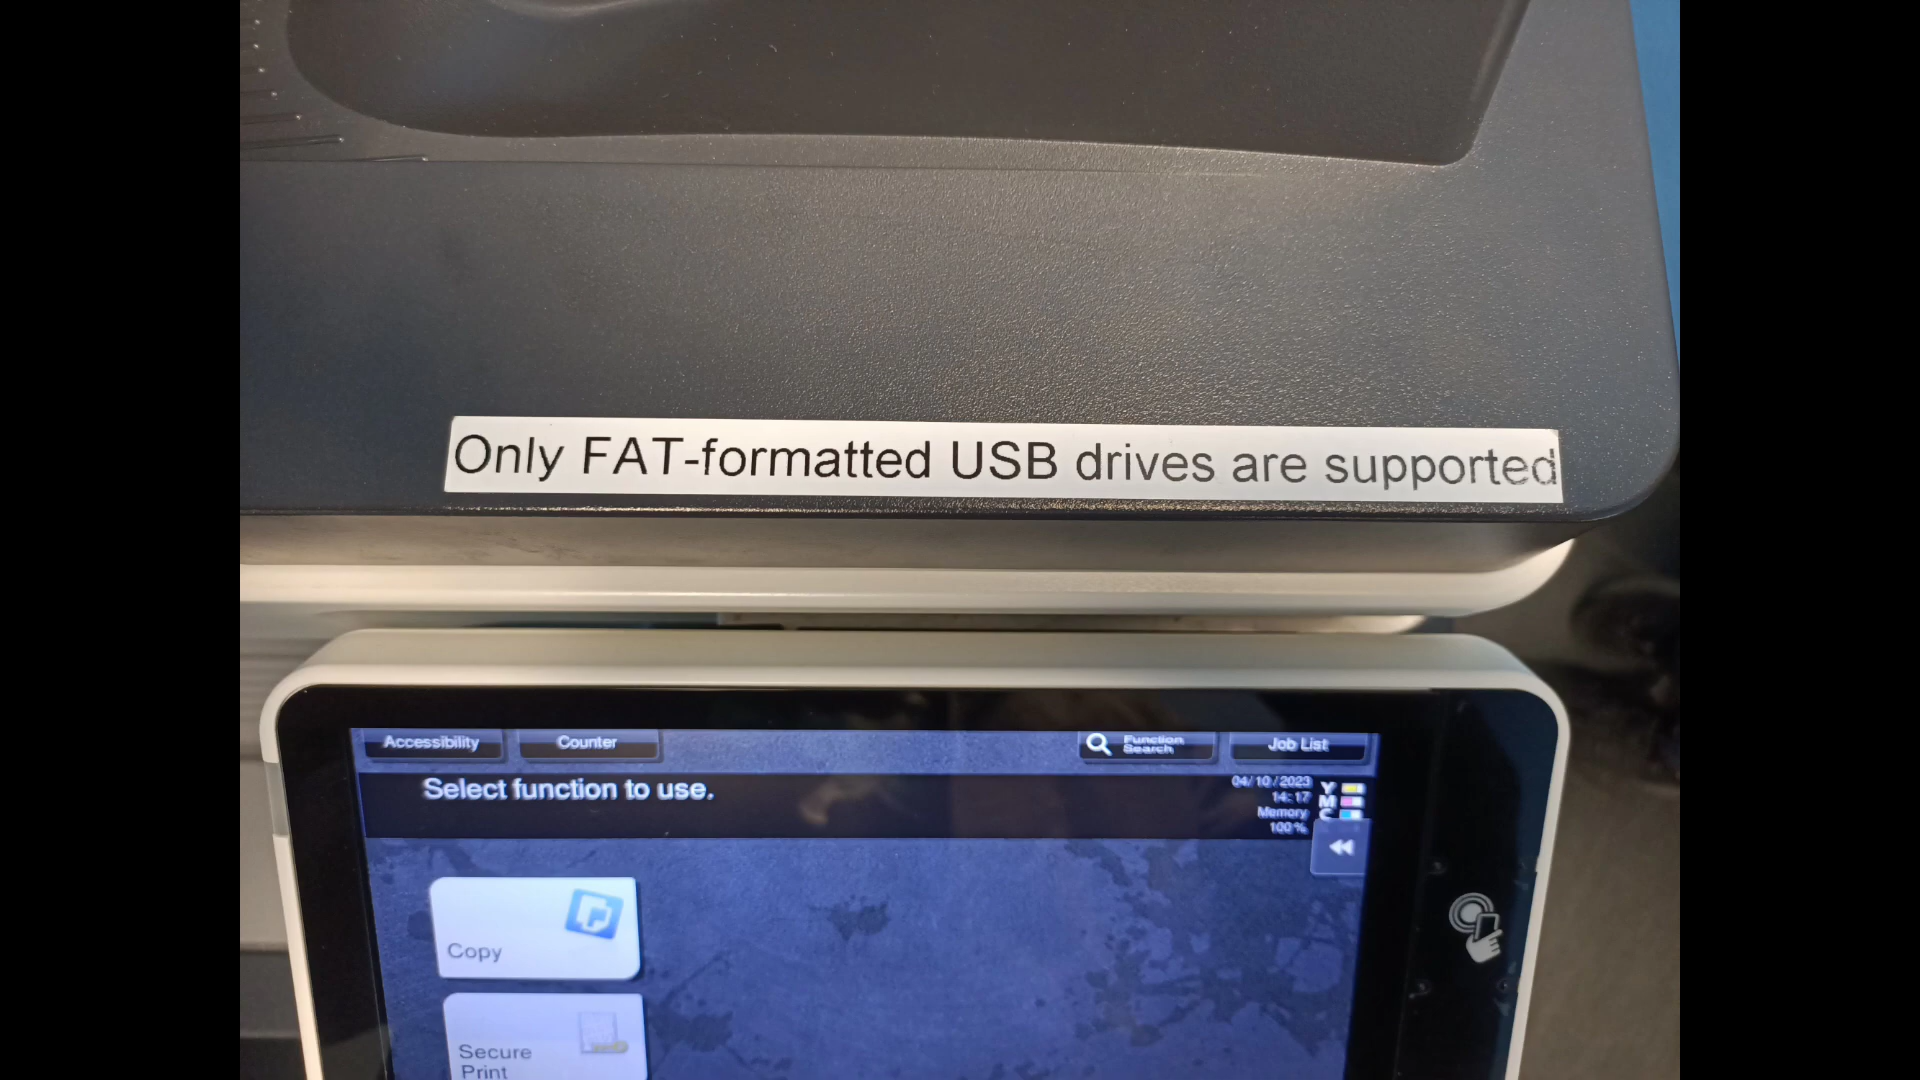 Only FAT-formatted USB drives are supported
Accessibility
Counter
Function
Search
Job List
Select function to use.
04/10/2023
14:17
Memory
100 %
Y
M
C
Copy
Secure
Print